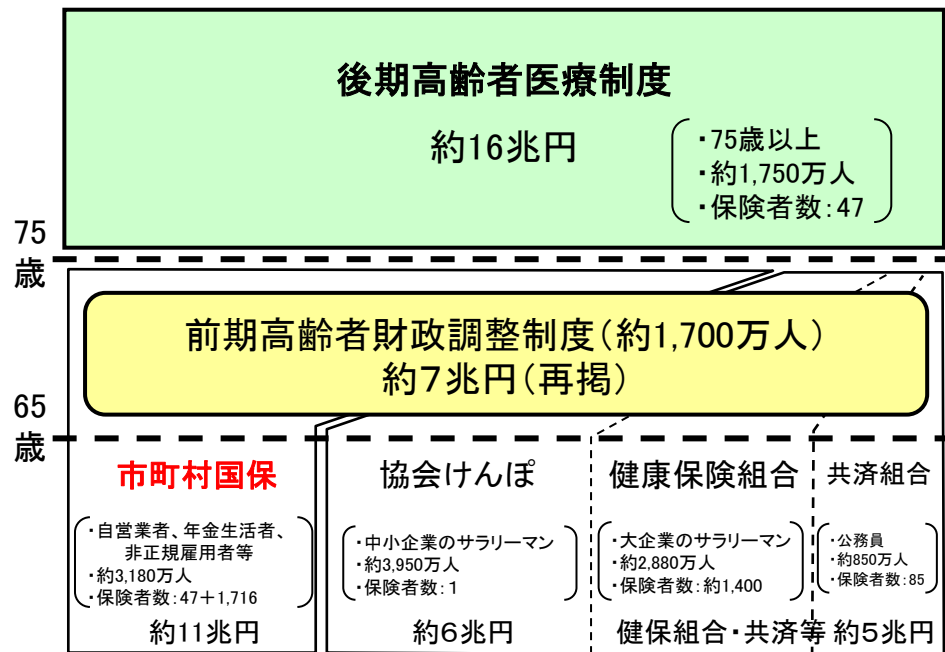 後期高齢者医療制度
約16兆円
・75歳以上
・約1,750万人
・保険者数：47
75
歳
前期高齢者財政調整制度（約1,700万人）
約７兆円（再掲）
65
歳
市町村国保
・自営業者、年金生活者、
非正規雇用者等
・約3,180万人
・保険者数：47＋1,716
約11兆円
協会けんぽ
・中小企業のサラリーマン
・約3,950万人
・保険者数：1
約６兆円
健康保険組合
・大企業のサラリーマン
・約2,880万人
・保険者数：約1,400
共済組合
・公務員
・約850万人
・保険者数：85
健保組合・共済等 約５兆円